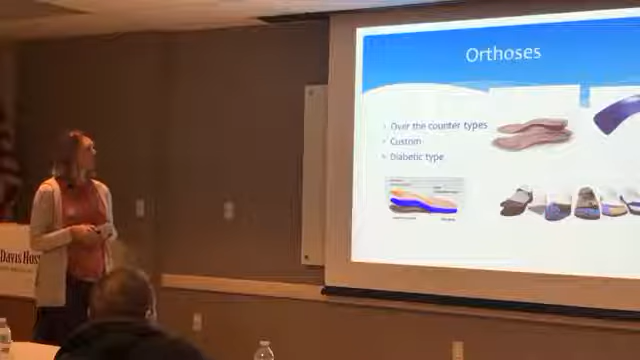 Orthoses
Over the counter types
Custom
Diabetic type
Davis Hos